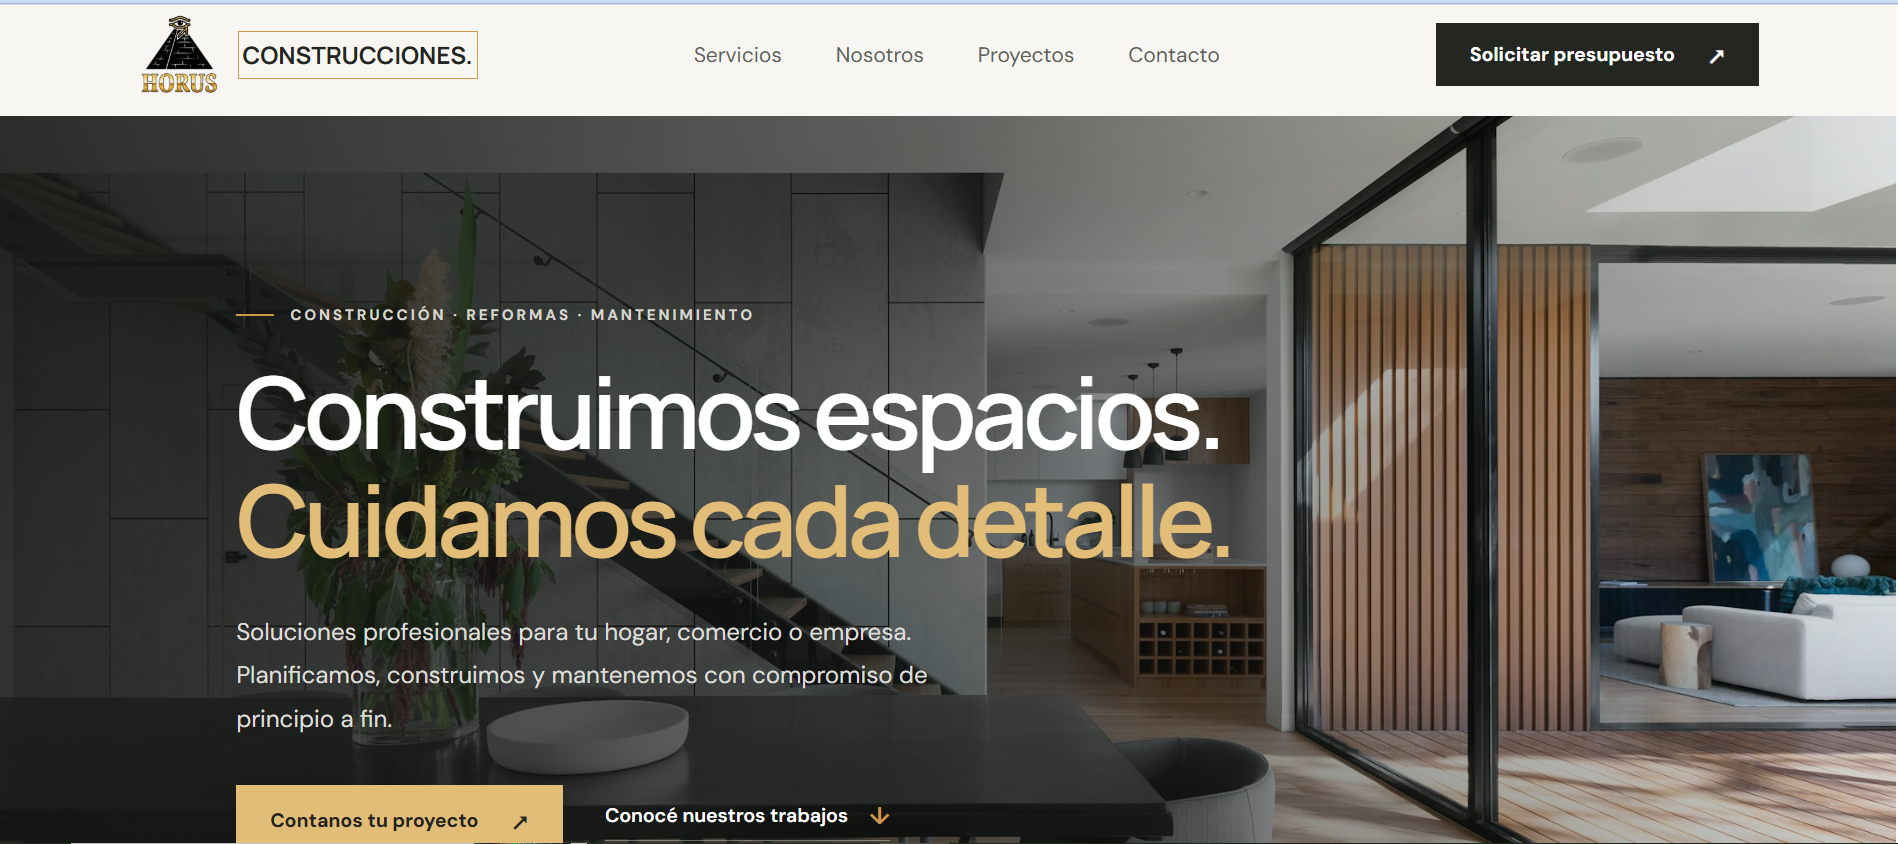 HORUS
CONSTRUCCIONES.
Servicios
Nosotros
Proyectos
Contacto
Solicitar presupuesto ↗
CONSTRUCCIÓN · REFORMAS · MANTENIMIENTO
Construimos espacios.
Cuidamos cada detalle.
Soluciones profesionales para tu hogar, comercio o empresa.
Planificamos, construimos y mantenemos con compromiso de
principio a fin.
Contanos tu proyecto ↗
Conocé nuestros trabajos ↓